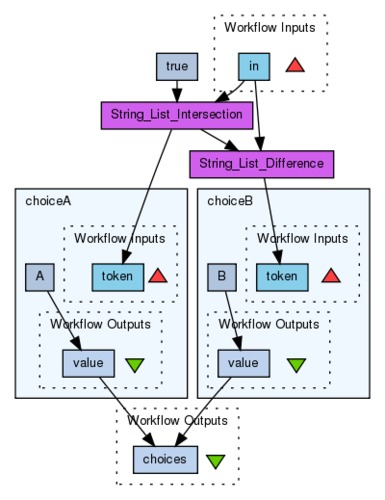 Workflow Inputs
true
in
String_List_Intersection
String_List_Difference
choiceA
choiceB
Workflow Inputs
Workflow Inputs
A
token
B
token
Workflow Outputs
Workflow Outputs
value
value
Workflow Outputs
choices